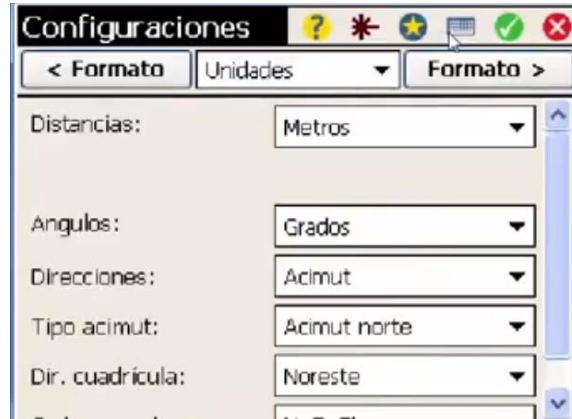 Configuraciones
< Formato Unidades Formato >
Distancias: Metros
Angulos: Grados
Direcciones: Acimut
Tipo acimut: Acimut norte
Dir. cuadrícula: Noreste